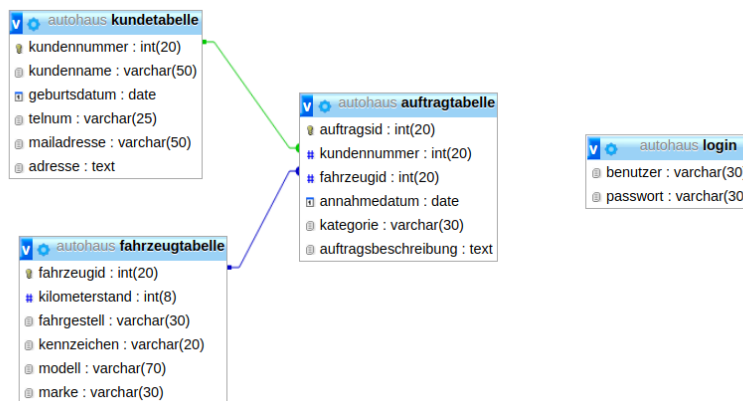 autohaus kundetabelle
kundennummer : int(20)
kundenname : varchar(50)
geburtsdatum : date
telnum : varchar(25)
mailadresse : varchar(50)
adresse : text
autohaus auftragtabelle
auftragsid : int(20)
kundennummer : int(20)
fahrzeugid : int(20)
annahmedatum : date
kategorie : varchar(30)
auftragsbeschreibung : text
autohaus login
benutzer : varchar(30)
passwort : varchar(30
autohaus fahrzeugtabelle
fahrzeugid : int(20)
kilometerstand : int(8)
fahrgestell : varchar(30)
kennzeichen : varchar(20)
modell : varchar(70)
marke : varchar(30)